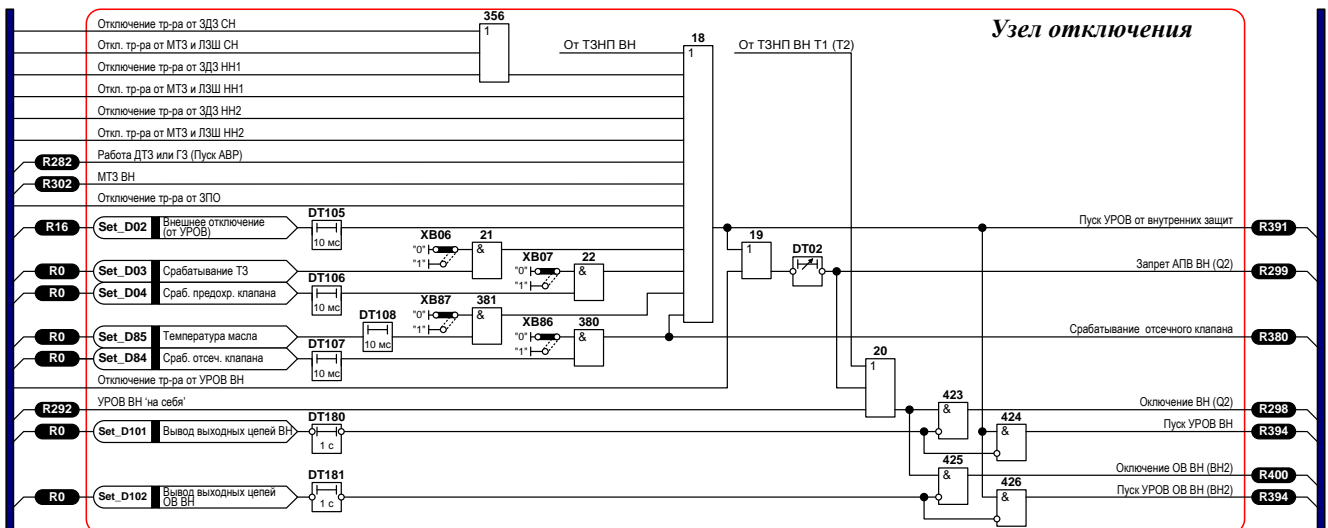 Узел отключения
Отключение тр-ра от ЗДЗ СН
Откл. тр-ра от МТЗ и ЛЗШ СН
356
1
От ТЗНП ВН
18
1
От ТЗНП ВН Т1 (Т2)
Отключение тр-ра от ЗДЗ НН1
Откл. тр-ра от МТЗ и ЛЗШ НН1
Отключение тр-ра от ЗДЗ НН2
Откл. тр-ра от МТЗ и ЛЗШ НН2
R282
Работа ДТЗ или ГЗ (Пуск АВР)
R302
МТЗ ВН
Отключение тр-ра от ЗПО
R16
Set_D02
Внешнее отключение
(от УРОВ)
DT105
10 мс
XB06
"0"
"1"
21
&
19
1
DT02
Пуск УРОВ от внутренних защит
R391
R0
Set_D03
Срабатывание ТЗ
XB07
"0"
"1"
22
&
Запрет АПВ ВН (Q2)
R299
R0
Set_D04
Сраб. предохр. клапана
DT106
10 мс
XB87
"0"
"1"
381
&
R0
Set_D85
Температура масла
DT108
10 мс
XB86
"0"
"1"
380
&
Срабатывание отсечного клапана
R380
R0
Set_D84
Сраб. отсеч. клапана
DT107
10 мс
20
1
Отключение тр-ра от УРОВ ВН
R292
УРОВ ВН 'на себя'
423
&
Оключение ВН (Q2)
R298
R0
Set_D101
Вывод выходных цепей ВН
DT180
1 с
424
&
Пуск УРОВ ВН
R394
425
&
Оключение ОВ ВН (ВН2)
R400
R0
Set_D102
Вывод выходных цепей
ОВ ВН
DT181
1 с
426
&
Пуск УРОВ ОВ ВН (ВН2)
R394